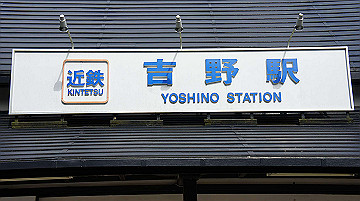 近鉄
KINTETSU
吉野駅
YOSHINO STATION